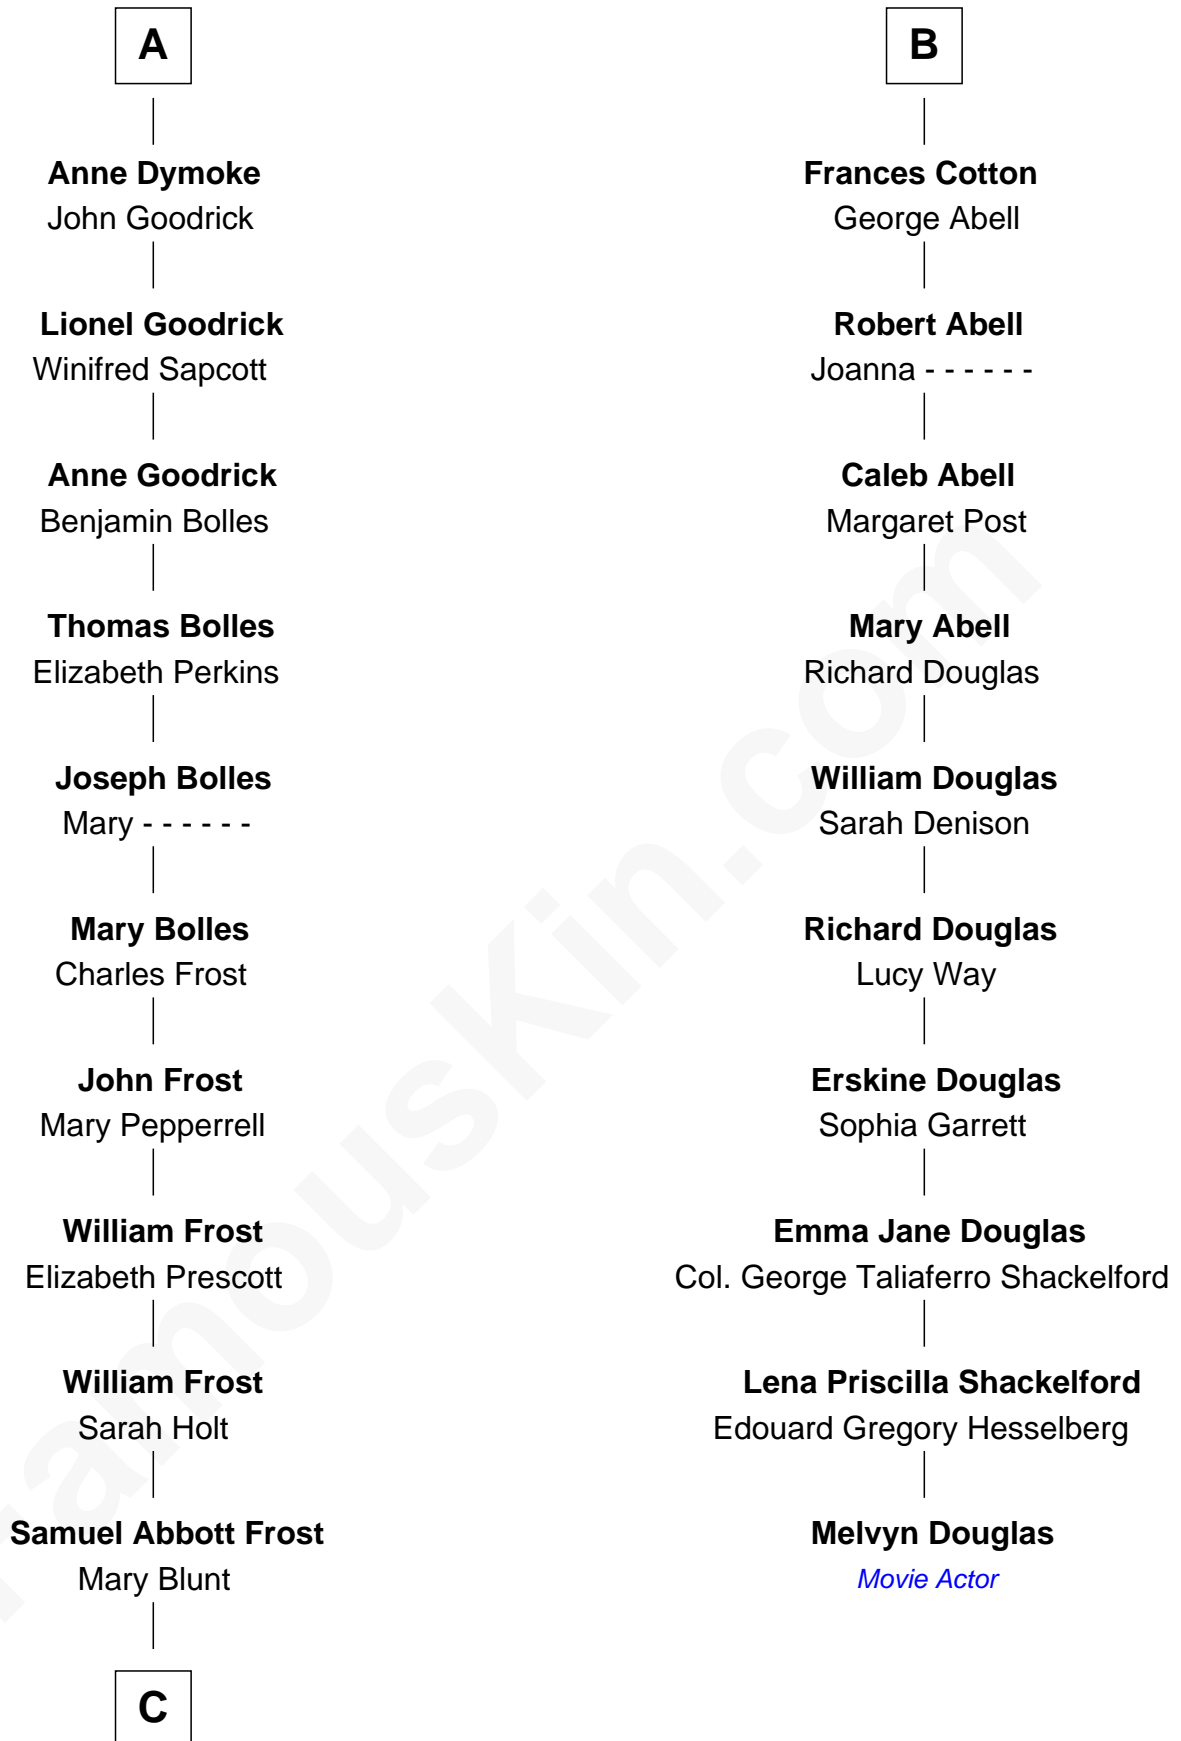 A
Anne Dymoke
John Goodrick
Lionel Goodrick
Winifred Sapcott
Anne Goodrick
Benjamin Bolles
Thomas Bolles
Elizabeth Perkins
Joseph Bolles
Mary - - - - - -
Mary Bolles
Charles Frost
John Frost
Mary Pepperrell
William Frost
Elizabeth Prescott
William Frost
Sarah Holt
Samuel Abbott Frost
Mary Blunt
C
B
Frances Cotton
George Abell
Robert Abell
Joanna - - - - - -
Caleb Abell
Margaret Post
Mary Abell
Richard Douglas
William Douglas
Sarah Denison
Richard Douglas
Lucy Way
Erskine Douglas
Sophia Garrett
Emma Jane Douglas
Col. George Taliaferro Shackelford
Lena Priscilla Shackelford
Edouard Gregory Hesselberg
Melvyn Douglas
Movie Actor
FamousKin.com